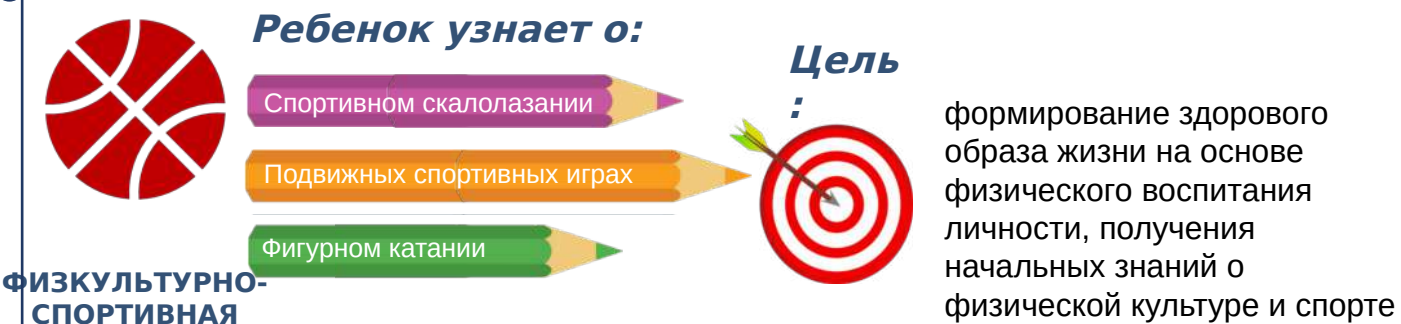 Ребенок узнает о:
Спортивном скалолазании
Подвижных спортивных играх
Фигурном катании
ФИЗКУЛЬТУРНО-
СПОРТИВНАЯ
Цель
:
формирование здорового
образа жизни на основе
физического воспитания
личности, получения
начальных знаний о
физической культуре и спорте